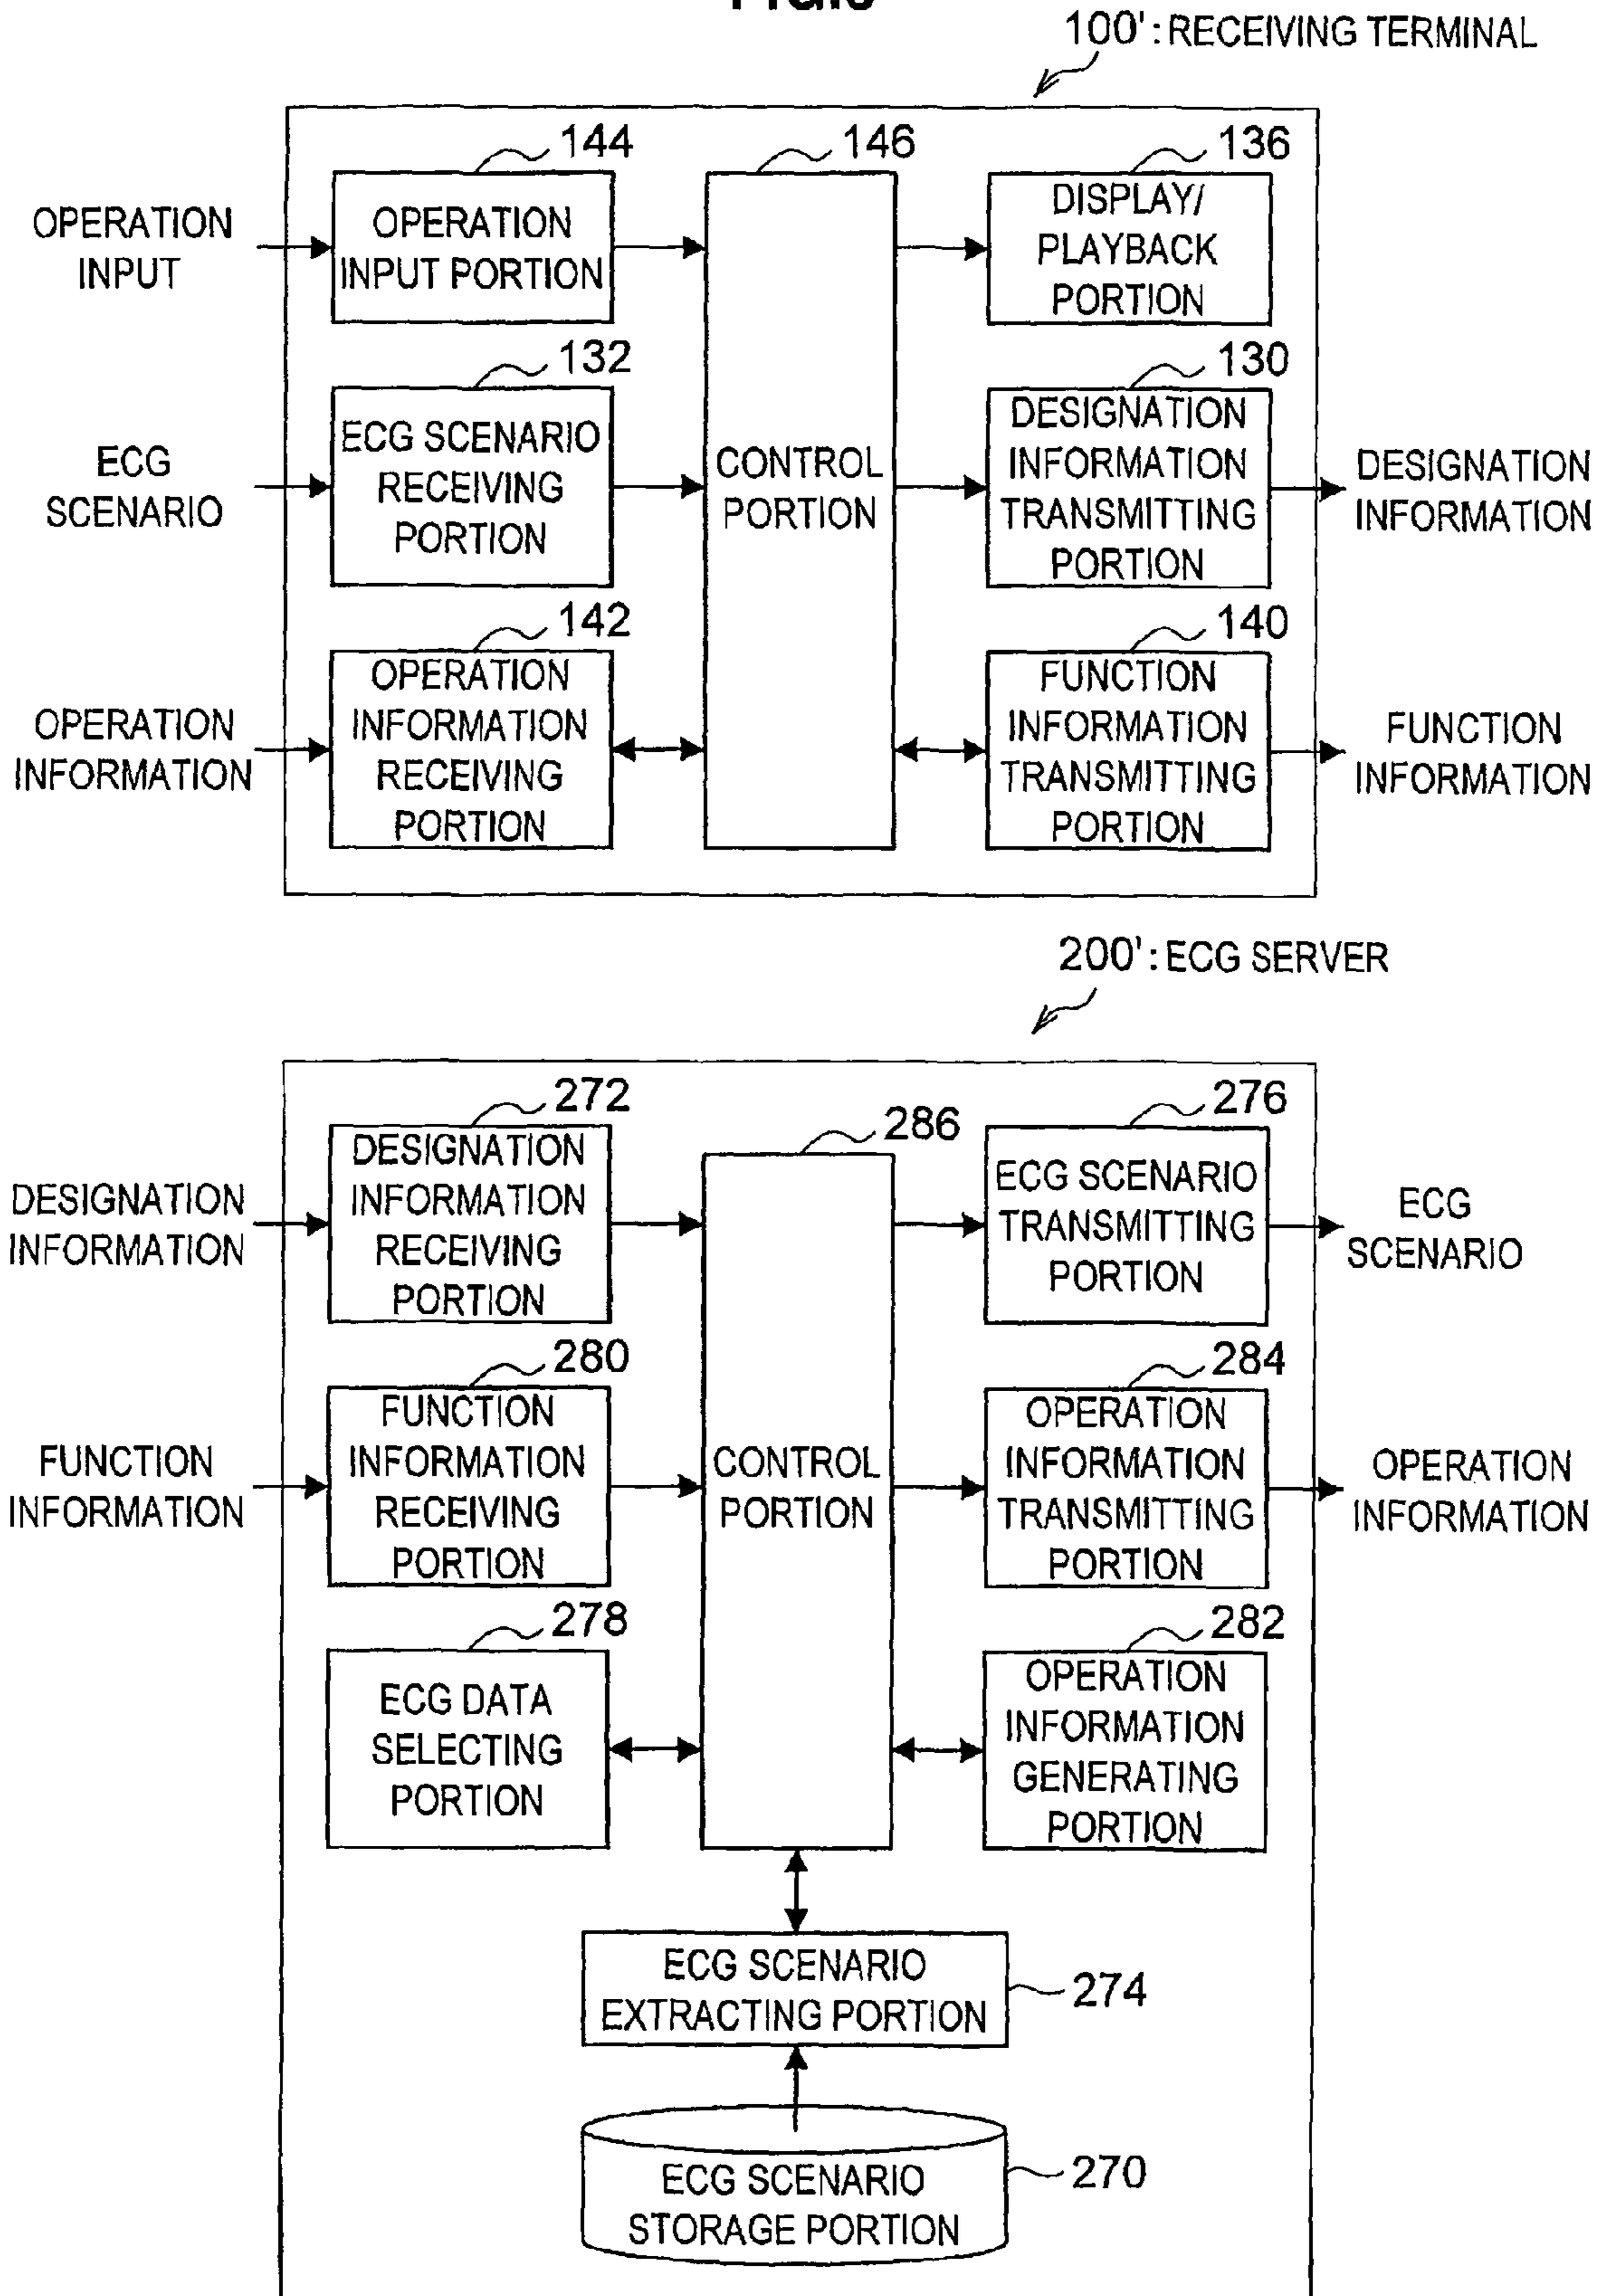 100': RECEIVING TERMINAL
144
146
136
OPERATION
INPUT
OPERATION
INPUT PORTION
DISPLAY/
PLAYBACK
PORTION
132
130
ECG
SCENARIO
ECG SCENARIO
RECEIVING
PORTION
CONTROL
PORTION
DESIGNATION
INFORMATION
TRANSMITTING
PORTION
DESIGNATION
INFORMATION
142
140
OPERATION
INFORMATION
OPERATION
INFORMATION
RECEIVING
PORTION
FUNCTION
INFORMATION
TRANSMITTING
PORTION
FUNCTION
INFORMATION
200': ECG SERVER
272
286
276
DESIGNATION
INFORMATION
DESIGNATION
INFORMATION
RECEIVING
PORTION
ECG SCENARIO
TRANSMITTING
PORTION
ECG
SCENARIO
280
284
FUNCTION
INFORMATION
FUNCTION
INFORMATION
RECEIVING
PORTION
CONTROL
PORTION
OPERATION
INFORMATION
TRANSMITTING
PORTION
OPERATION
INFORMATION
278
282
ECG DATA
SELECTING
PORTION
OPERATION
INFORMATION
GENERATING
PORTION
ECG SCENARIO
EXTRACTING PORTION
274
ECG SCENARIO
STORAGE PORTION
270